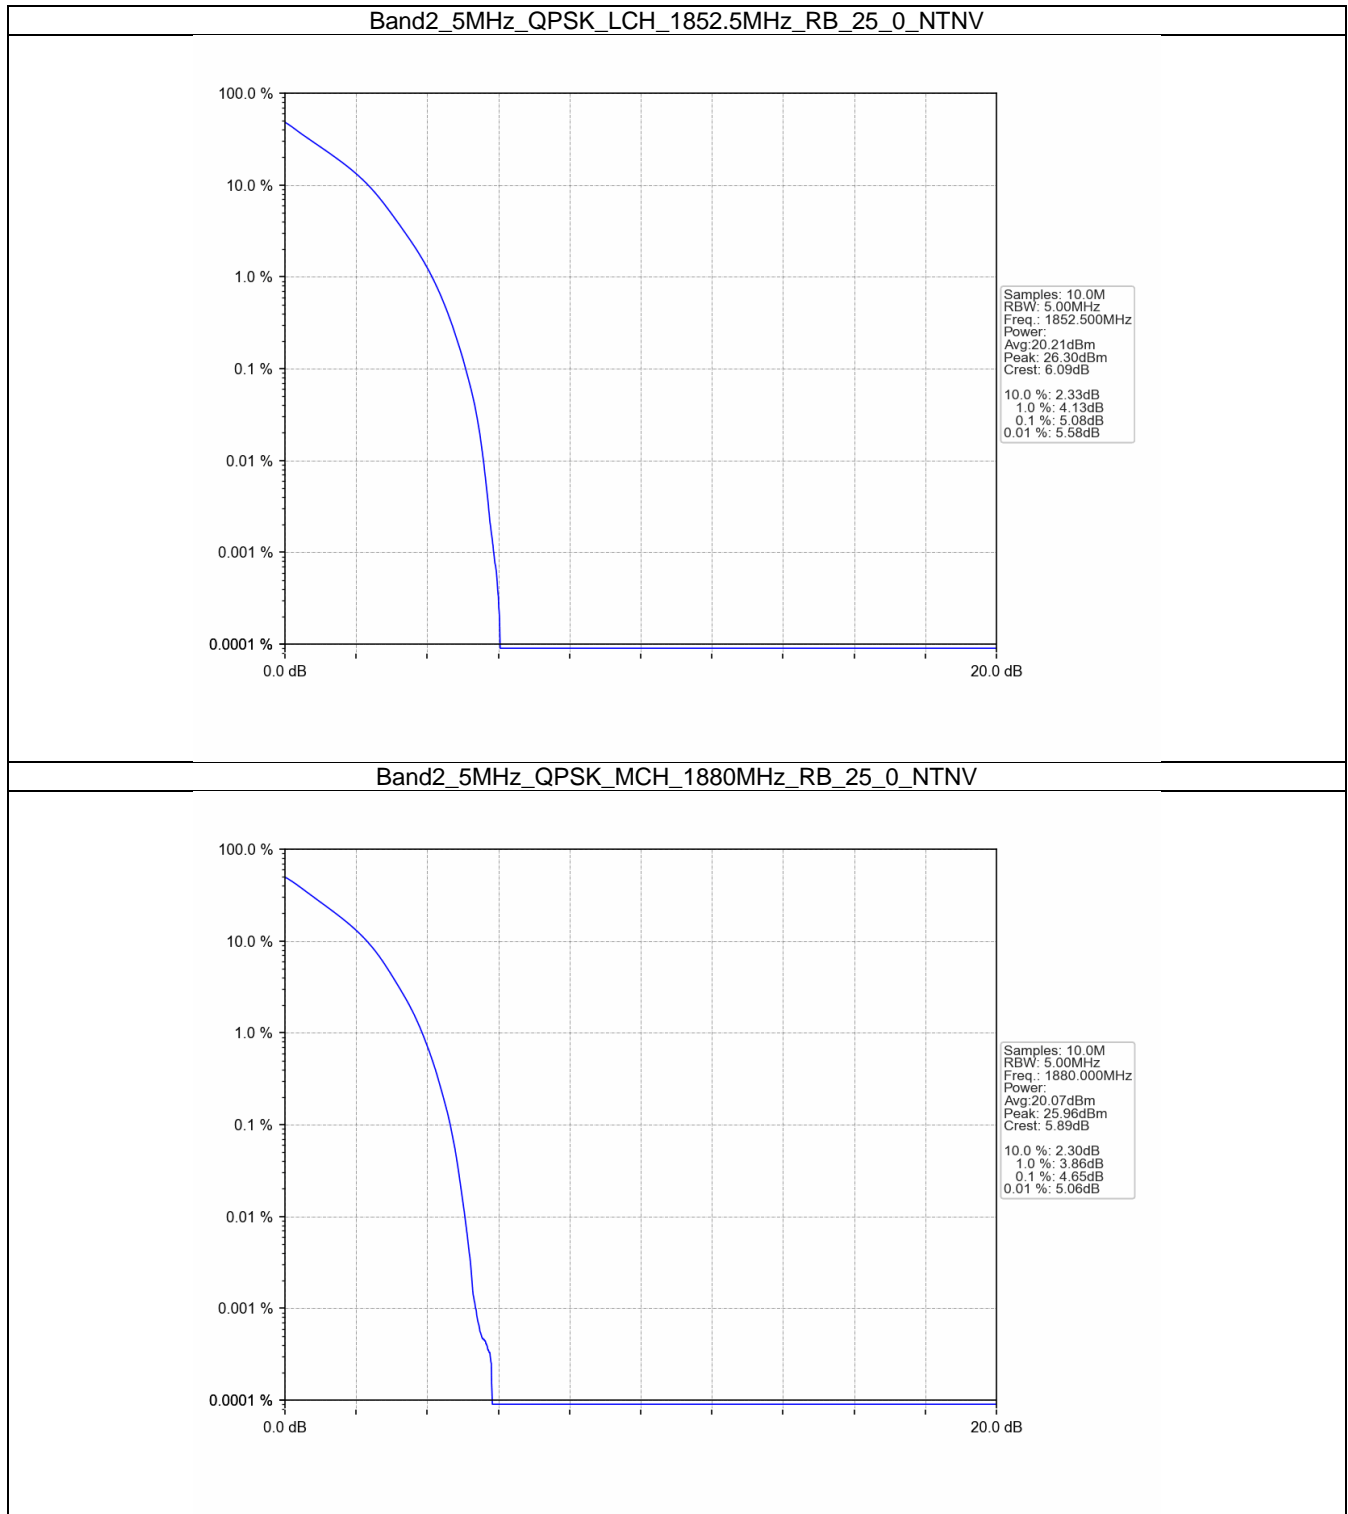 Band2_5MHz_QPSK_LCH_1852.5MHz_RB_25_0_NTNV
100.0 %
10.0 %
1.0 %
0.1 %
0.01 %
0.001 %
0.0001 %
0.0 dB
20.0 dB
Samples: 10.0M
RBW: 5.00MHz
Freq.: 1852.500MHz
Power:
Avg:20.21dBm
Peak: 26.30dBm
Crest: 6.09dB
10.0 %: 2.33dB
1.0 %: 4.13dB
0.1 %: 5.08dB
0.01 %: 5.58dB
Band2_5MHz_QPSK_MCH_1880MHz_RB_25_0_NTNV
100.0 %
10.0 %
1.0 %
0.1 %
0.01 %
0.001 %
0.0001 %
0.0 dB
20.0 dB
Samples: 10.0M
RBW: 5.00MHz
Freq.: 1880.000MHz
Power:
Avg:20.07dBm
Peak: 25.96dBm
Crest: 5.89dB
10.0 %: 2.30dB
1.0 %: 3.86dB
0.1 %: 4.65dB
0.01 %: 5.06dB